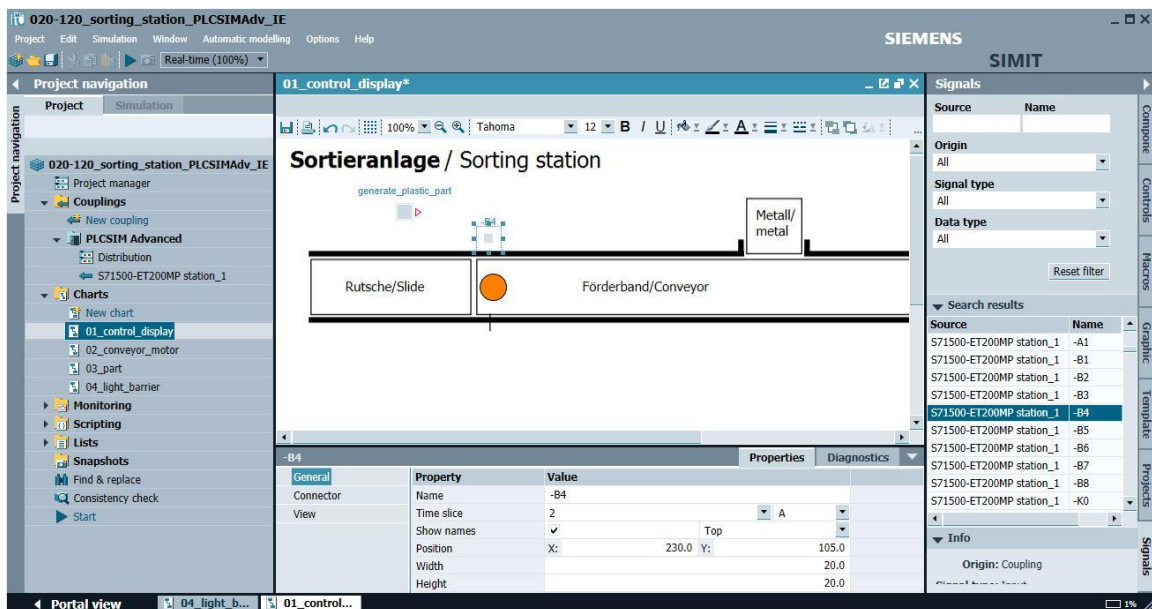 020-120_sorting_station_PLCSIMAdv_IE
Project Edit Simulation Window Automatic modelling Options Help
SIEMENS
Real-time (100%)
SIMIT
Project navigation
Project navigation
Project Simulation
020-120_sorting_station_PLCSIMAdv_IE
Project manager
Couplings
New coupling
PLCSIM Advanced
Distribution
S71500-ET200MP station_1
Charts
New chart
01_control_display
02_conveyor_motor
03_part
04_light_barrier
Monitoring
Scripting
Lists
Snapshots
Find & replace
Consistency check
Start
01_control_display*
100% Tahoma 12 B I U A
Sortieranlage / Sorting station
generate_plastic_part
-B4
Metall/
metal
Rutsche/Slide
Förderband/Conveyor
-B4
Properties Diagnostics
General
Connector
View
Property Value
Name -B4
Time slice 2 A
Show names Top
Position X: 230.0 Y: 105.0
Width 20.0
Height 20.0
Signals
Source Name
Origin
All
Signal type
All
Data type
All
Reset filter
Search results
Source Name
S71500-ET200MP station_1 -A1
S71500-ET200MP station_1 -B1
S71500-ET200MP station_1 -B2
S71500-ET200MP station_1 -B3
S71500-ET200MP station_1 -B4
S71500-ET200MP station_1 -B5
S71500-ET200MP station_1 -B6
S71500-ET200MP station_1 -B7
S71500-ET200MP station_1 -B8
S71500-ET200MP station_1 -K0
Info
Origin: Coupling
Compone
Controls
Macros
Graphic
Template
Projects
Signals
Portal view
04_light_b...
01_control...
1%